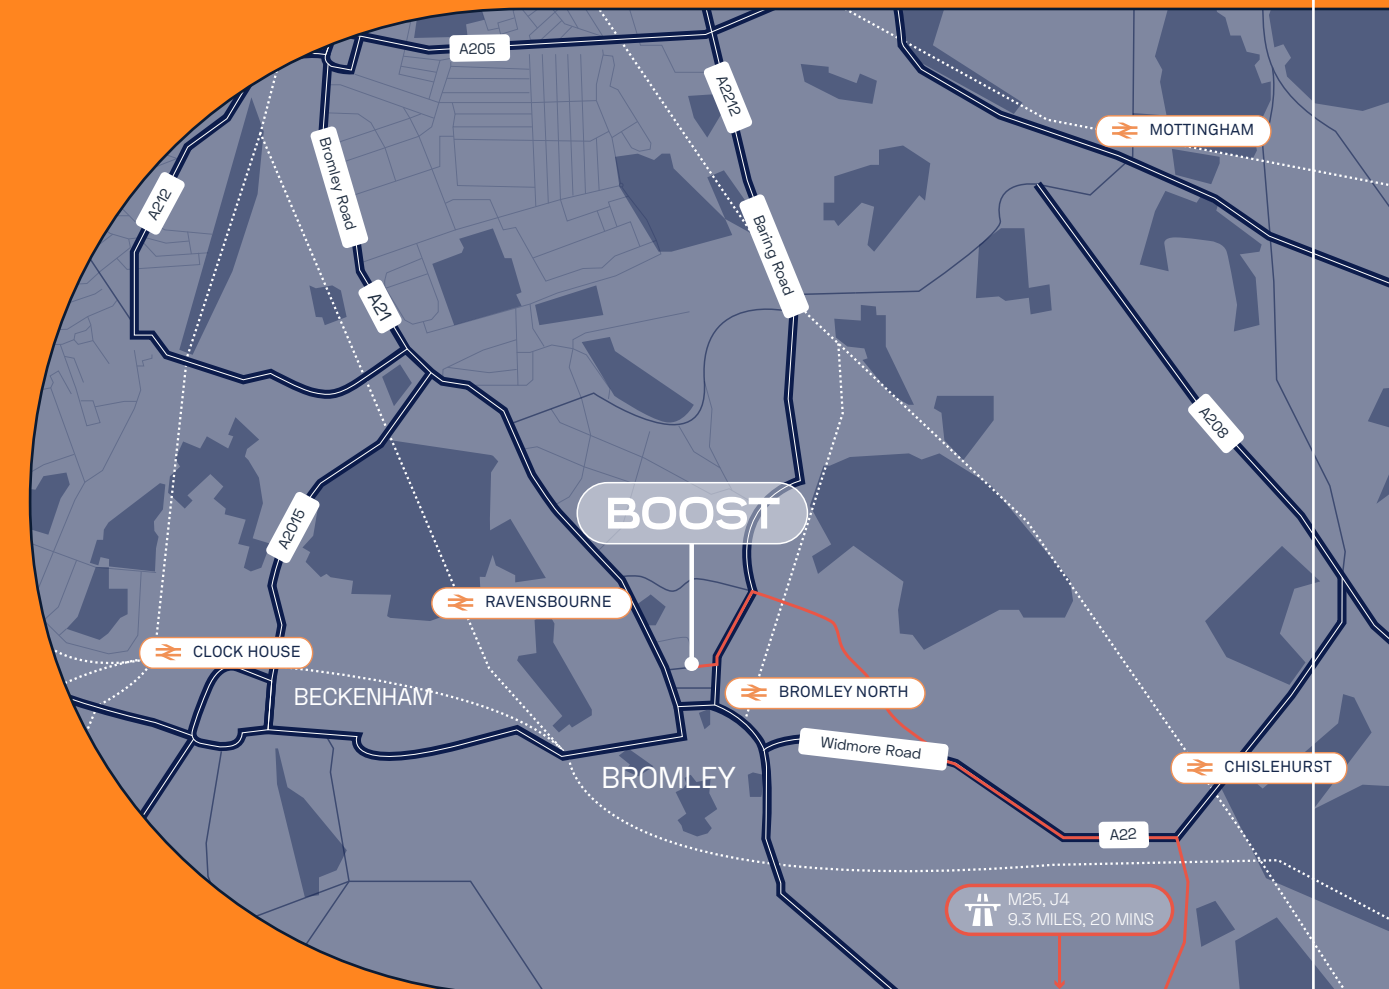 A205
A2212
MOTTINGHAM
Bromley Road
A212
Baring Road
A21
A208
BOOST
A2015
RAVENSBOURNE
CLOCK HOUSE
BECKENHAM
BROMLEY NORTH
Widmore Road
BROMLEY
CHISLEHURST
A22
M25, J4
9.3 MILES, 20 MINS